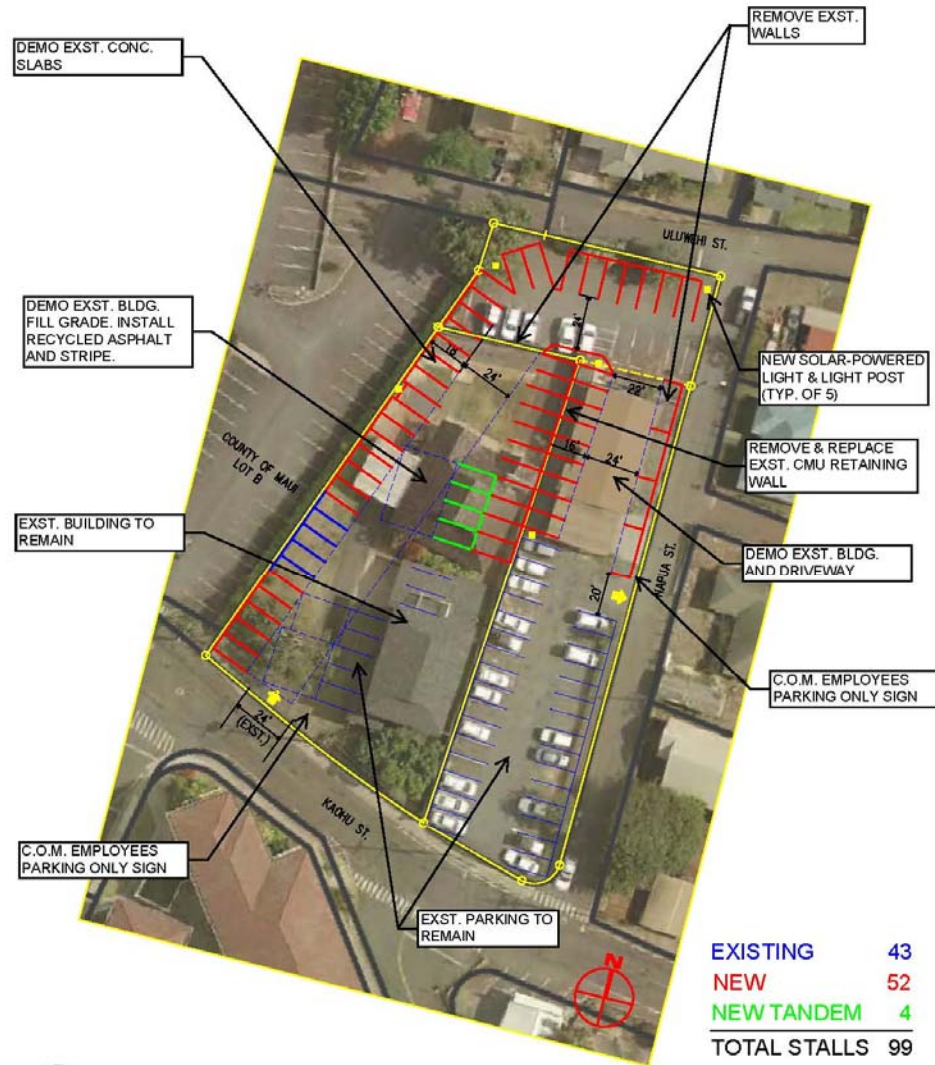 REMOVE EXST.
WALLS
DEMO EXST. CONC.
SLABS
ULUWEHI ST.
DEMO EXST. BLDG.
FILL GRADE. INSTALL
RECYCLED ASPHALT
AND STRIPE.
24'
16'
24'
22'
NEW SOLAR-POWERED
LIGHT & LIGHT POST
(TYP. OF 5)
REMOVE & REPLACE
EXST. CMU RETAINING
WALL
16'
24'
COUNTY OF MAUI
LOT B
EXST. BUILDING TO
REMAIN
DEMO EXST. BLDG.
AND DRIVEWAY
NAPUA ST.
20'
C.O.M. EMPLOYEES
PARKING ONLY SIGN
24'
(EXST.)
KAOHU ST.
C.O.M. EMPLOYEES
PARKING ONLY SIGN
EXST. PARKING TO
REMAIN
N
EXISTING 43
NEW 52
NEW TANDEM 4
TOTAL STALLS 99